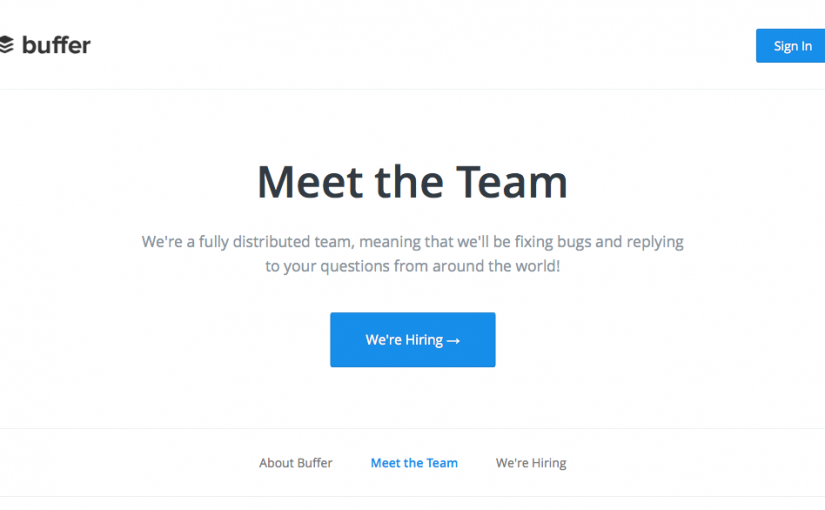 buffer
Sign In
Meet the Team
We're a fully distributed team, meaning that we'll be fixing bugs and replying
to your questions from around the world!
We're Hiring →
About Buffer
Meet the Team
We're Hiring